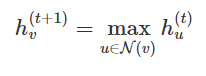 h_v^{(t+1)} = \max_{u \in \mathcal{N}(v)} h_u^{(t)}